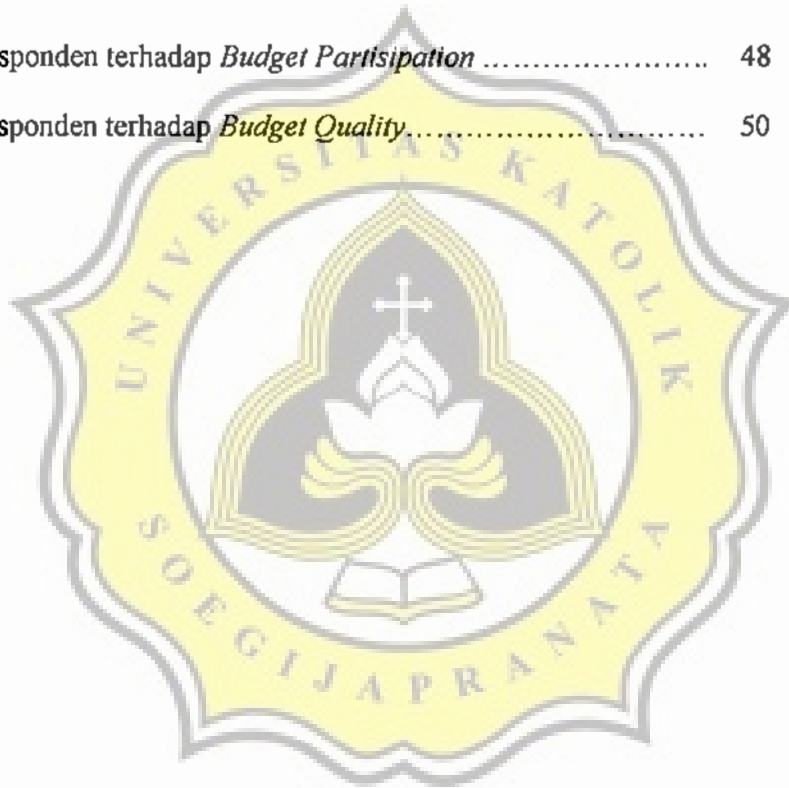 sponden terhadap Budget Partisipation ....................... 48
sponden terhadap Budget Quality.............................. 50
UNIVERSITAS KATOLIK
SOEGIJAPRANATA